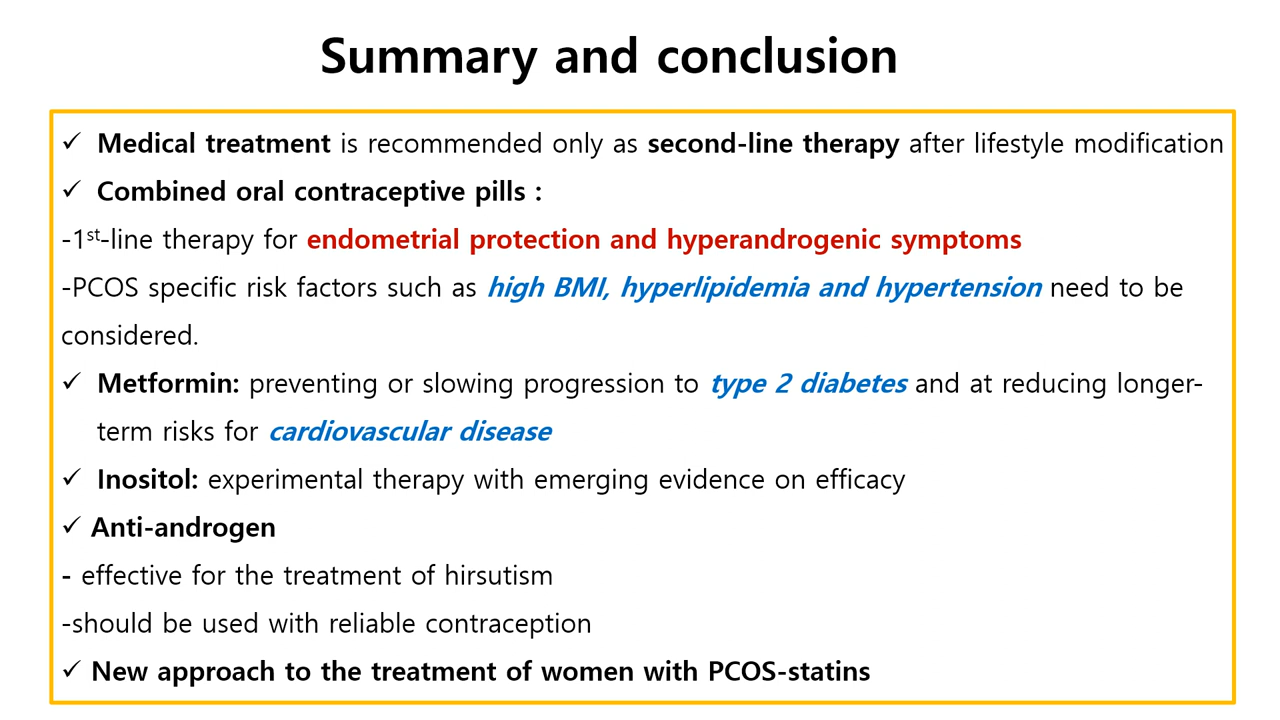 Summary and conclusion
✓ Medical treatment is recommended only as second-line therapy after lifestyle modification
✓ Combined oral contraceptive pills :
-1st-line therapy for endometrial protection and hyperandrogenic symptoms
-PCOS specific risk factors such as high BMI, hyperlipidemia and hypertension need to be
considered.
✓ Metformin: preventing or slowing progression to type 2 diabetes and at reducing longer-
term risks for cardiovascular disease
✓ Inositol: experimental therapy with emerging evidence on efficacy
✓ Anti-androgen
- effective for the treatment of hirsutism
-should be used with reliable contraception
✓ New approach to the treatment of women with PCOS-statins